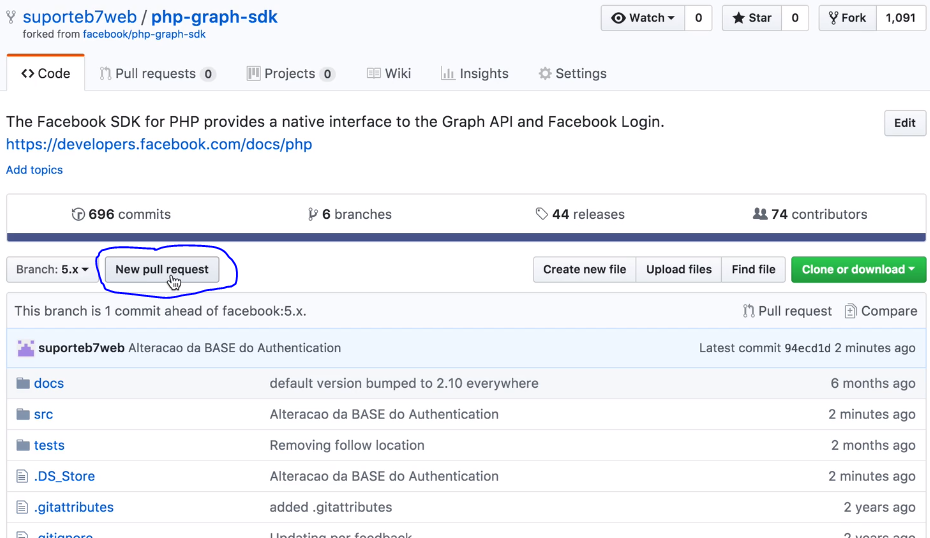 suporteb7web / php-graph-sdk
Watch 0 Star 0 Fork 1,091
forked from facebook/php-graph-sdk
Code Pull requests 0 Projects 0 Wiki Insights Settings
The Facebook SDK for PHP provides a native interface to the Graph API and Facebook Login.
Edit
https://developers.facebook.com/docs/php
Add topics
696 commits 6 branches 44 releases 74 contributors
Branch: 5.x New pull request Create new file Upload files Find file Clone or download
This branch is 1 commit ahead of facebook:5.x. Pull request Compare
suporteb7web Alteracao da BASE do Authentication Latest commit 94ecd1d 2 minutes ago
docs default version bumped to 2.10 everywhere 6 months ago
src Alteracao da BASE do Authentication 2 minutes ago
tests Removing follow location 2 months ago
.DS_Store Alteracao da BASE do Authentication 2 minutes ago
.gitattributes added .gitattributes 2 years ago
.gitignore Updating per feedback 2 years ago